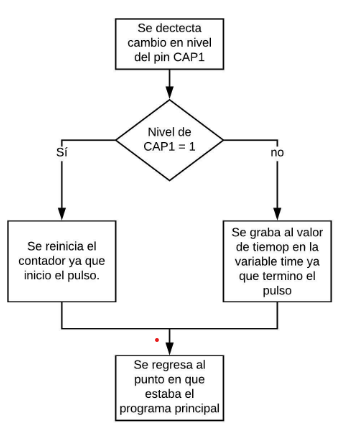 Se dectecta
cambio en nivel
del pin CAP1
Nivel de
CAP1 = 1
Sí
no
Se reinicia el
contador ya que
inicio el pulso.
Se graba al valor
de tiemop en la
variable time ya
que termino el
pulso
Se regresa al
punto en que
estaba el
programa principal